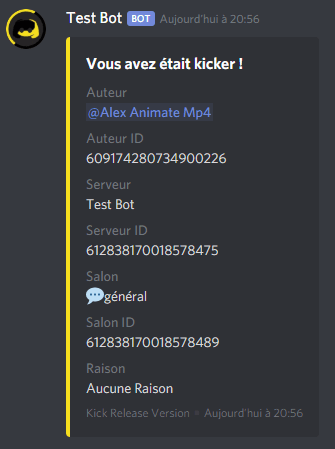 Test Bot BOT Aujourd'hui à 20:56
Vous avez était kicker !
Auteur
@Alex Animate Mp4
Auteur ID
609174280734900226
Serveur
Test Bot
Serveur ID
612838170018578475
Salon
💬général
Salon ID
612838170018578489
Raison
Aucune Raison
Kick Release Version • Aujourd'hui à 20:56